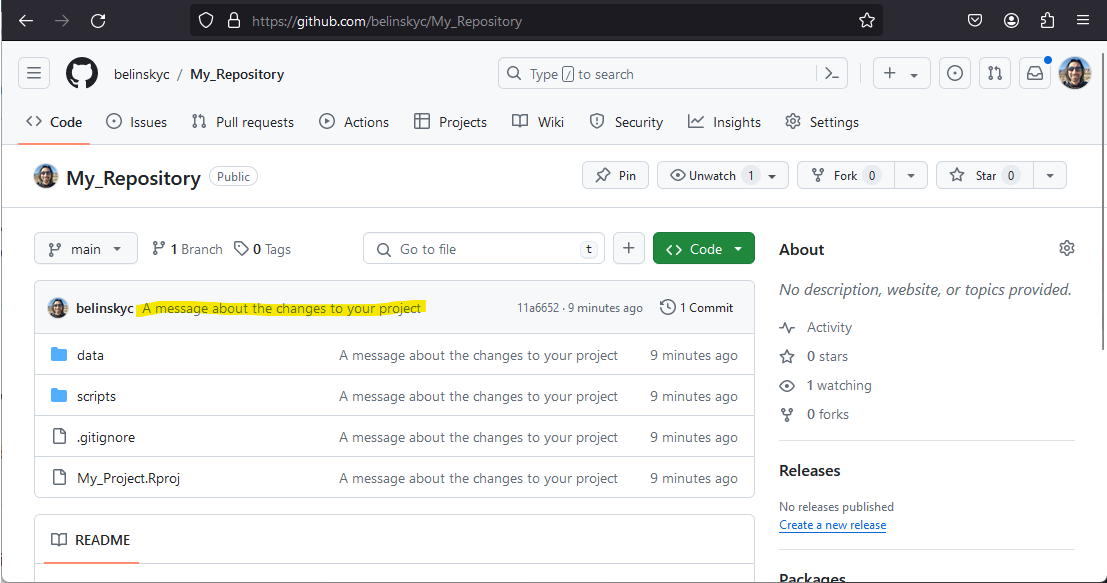 https://github.com/belinskyc/My_Repository
belinskyc / My_Repository
Type / to search
Code Issues Pull requests Actions Projects Wiki Security Insights Settings
My_Repository Public
Pin Unwatch 1 Fork 0 Star 0
main 1 Branch 0 Tags Go to file t Code
belinskyc A message about the changes to your project 11a6652 · 9 minutes ago 1 Commit
data A message about the changes to your project 9 minutes ago
scripts A message about the changes to your project 9 minutes ago
.gitignore A message about the changes to your project 9 minutes ago
My_Project.Rproj A message about the changes to your project 9 minutes ago
README
About
No description, website, or topics provided.
Activity
0 stars
1 watching
0 forks
Releases
No releases published
Create a new release
Packages